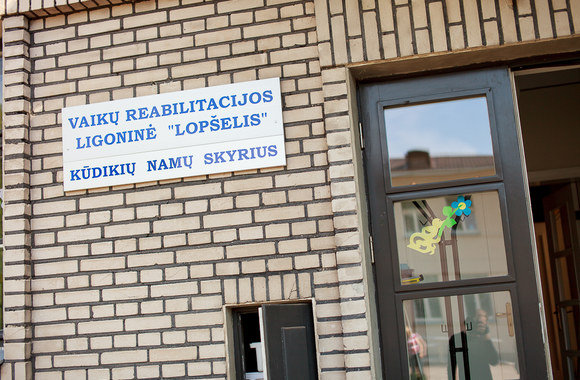 VAIKŲ REABILITACIJOS
LIGONINĖ "LOPŠELIS"
KŪDIKIŲ NAMŲ SKYRIUS